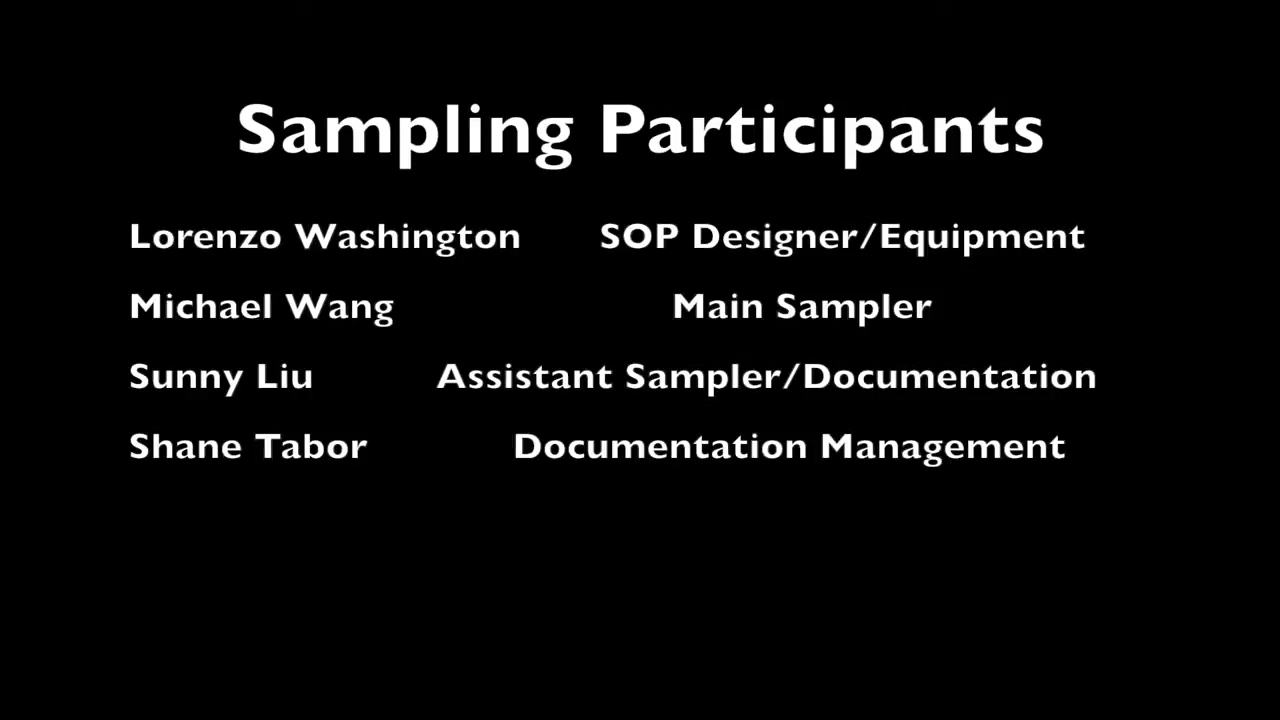 Sampling Participants
Lorenzo Washington SOP Designer/Equipment
Michael Wang Main Sampler
Sunny Liu Assistant Sampler/Documentation
Shane Tabor Documentation Management